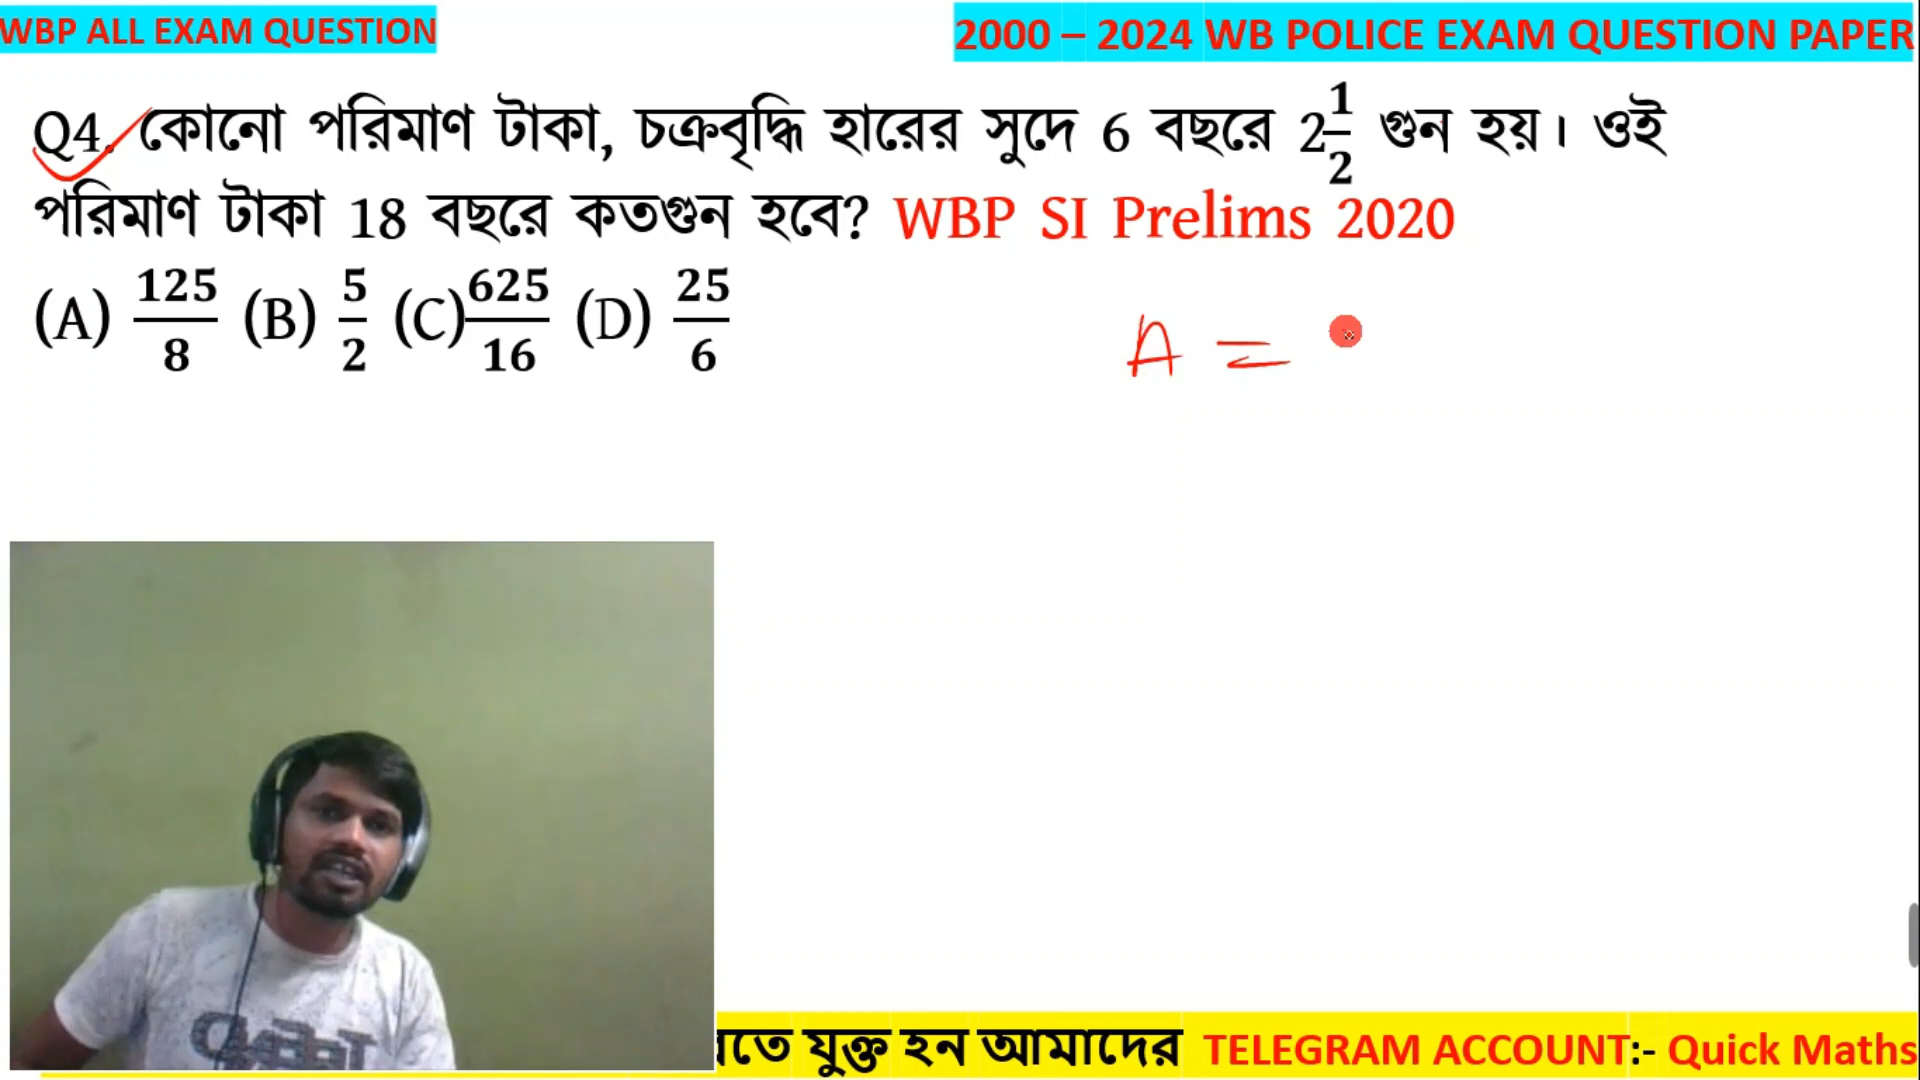 WBP ALL EXAM QUESTION
2000 – 2024 WB POLICE EXAM QUESTION PAPER
Q4. কোনো পরিমাণ টাকা, চক্রবৃদ্ধি হারের সুদে 6 বছরে 2 1/2 গুন হয়। ওই
পরিমাণ টাকা 18 বছরে কতগুন হবে? WBP SI Prelims 2020
(A) 125/8 (B) 5/2 (C) 625/16 (D) 25/6
A =
যুক্ত হন আমাদের TELEGRAM ACCOUNT:- Quick Maths